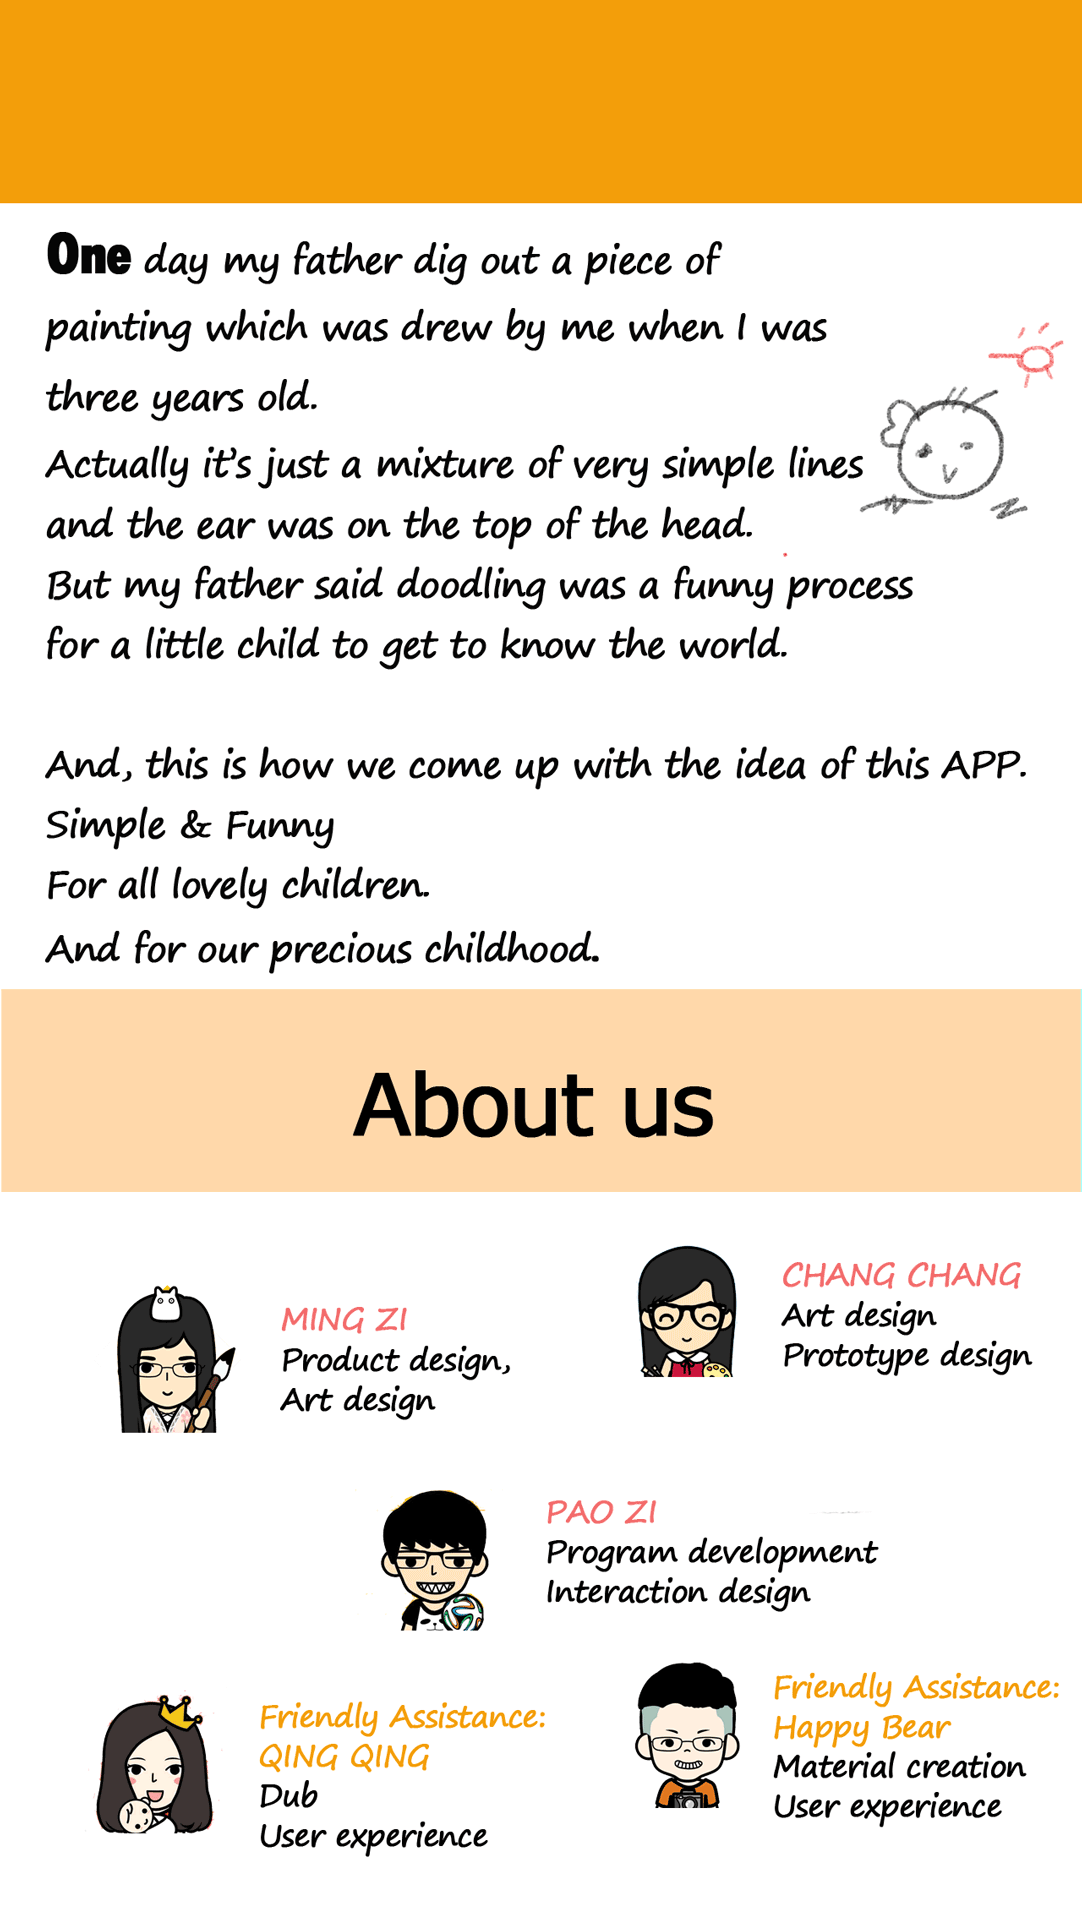 One day my father dig out a piece of
painting which was drew by me when I was
three years old.
Actually it's just a mixture of very simple lines
and the ear was on the top of the head.
But my father said doodling was a funny process
for a little child to get to know the world.
And, this is how we come up with the idea of this APP.
Simple & Funny
For all lovely children.
And for our precious childhood.
About us
MING ZI
Product design,
Art design
CHANG CHANG
Art design
Prototype design
PAO ZI
Program development
Interaction design
Friendly Assistance:
QING QING
Dub
User experience
Friendly Assistance:
Happy Bear
Material creation
User experience